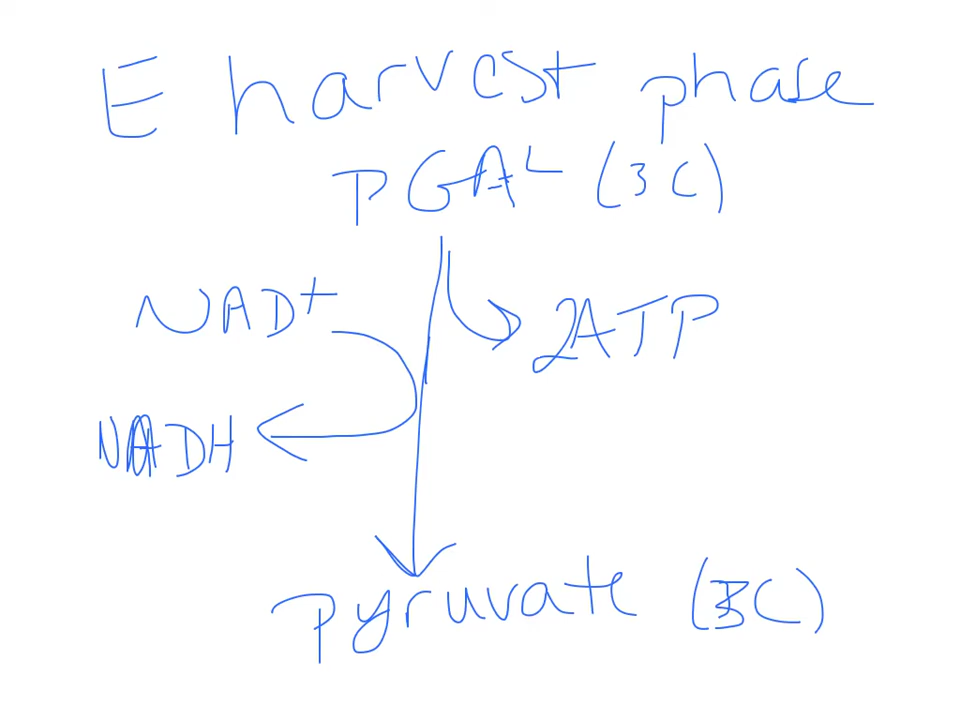 E harvest phase
PGAL (3C)
NAD+
2ATP
NADH
pyruvate (3C)